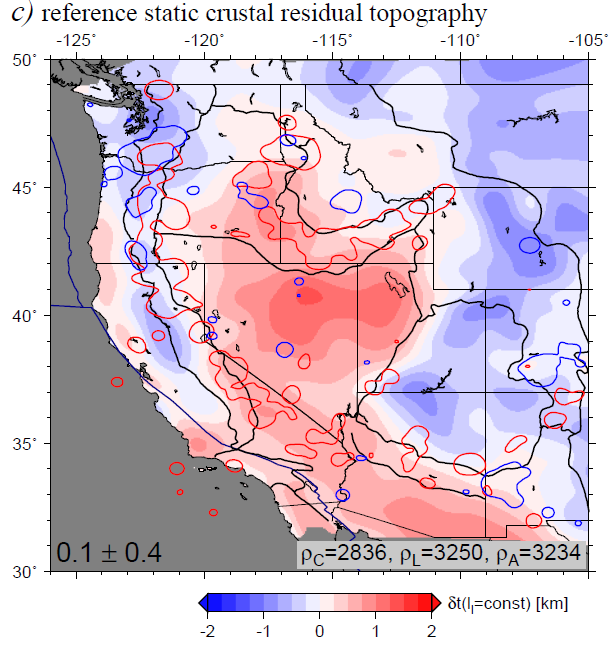 c) reference static crustal residual topography
-125˚ -120˚ -115˚ -110˚ -105˚
50˚
45˚
40˚
35˚
30˚
0.1 ± 0.4
ρC=2836, ρL=3250, ρA=3234
-2 -1 0 1 2
δt(lₗ=const) [km]